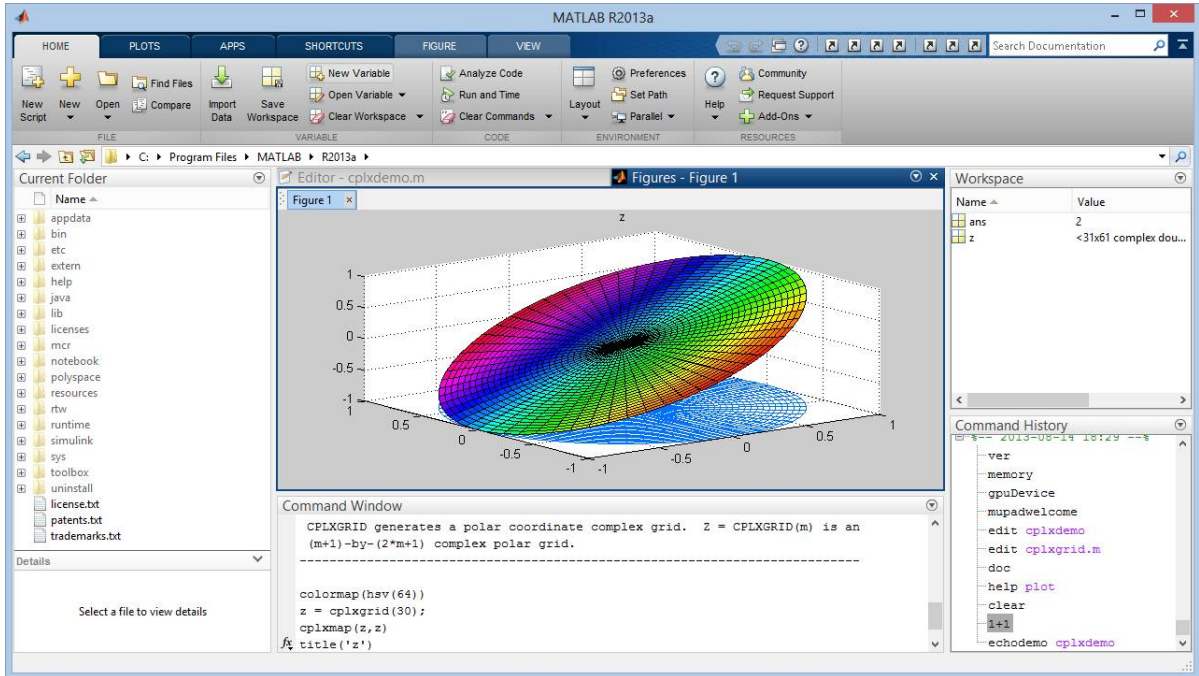 MATLAB R2013a
HOME PLOTS APPS SHORTCUTS FIGURE VIEW
Search Documentation
New Script
New
Open
Find Files
Compare
FILE
Import Data
Save Workspace
New Variable
Open Variable
Clear Workspace
VARIABLE
Analyze Code
Run and Time
Clear Commands
CODE
Layout
Preferences
Set Path
Parallel
ENVIRONMENT
Help
Community
Request Support
Add-Ons
RESOURCES
C: Program Files MATLAB R2013a
Current Folder
Name
appdata
bin
etc
extern
help
java
lib
licenses
mcr
notebook
polyspace
resources
rtw
runtime
simulink
sys
toolbox
uninstall
license.txt
patents.txt
trademarks.txt
Details
Select a file to view details
Editor - cplxdemo.m
Figures - Figure 1
Figure 1
z
1
0.5
0
-0.5
-1
1
0.5
0
-0.5
-1
-1
-0.5
0
0.5
1
Command Window
CPLXGRID generates a polar coordinate complex grid. Z = CPLXGRID(m) is an
(m+1)-by-(2*m+1) complex polar grid.
--------------------------------------------------------------------------------
colormap(hsv(64))
z = cplxgrid(30);
cplxmap(z,z)
fx title('z')
Workspace
Name Value
ans 2
z <31x61 complex dou...
Command History
%-- 2013-08-14 18:29 --%
ver
memory
gpuDevice
mupadwelcome
edit cplxdemo
edit cplxgrid.m
doc
help plot
clear
1+1
echodemo cplxdemo